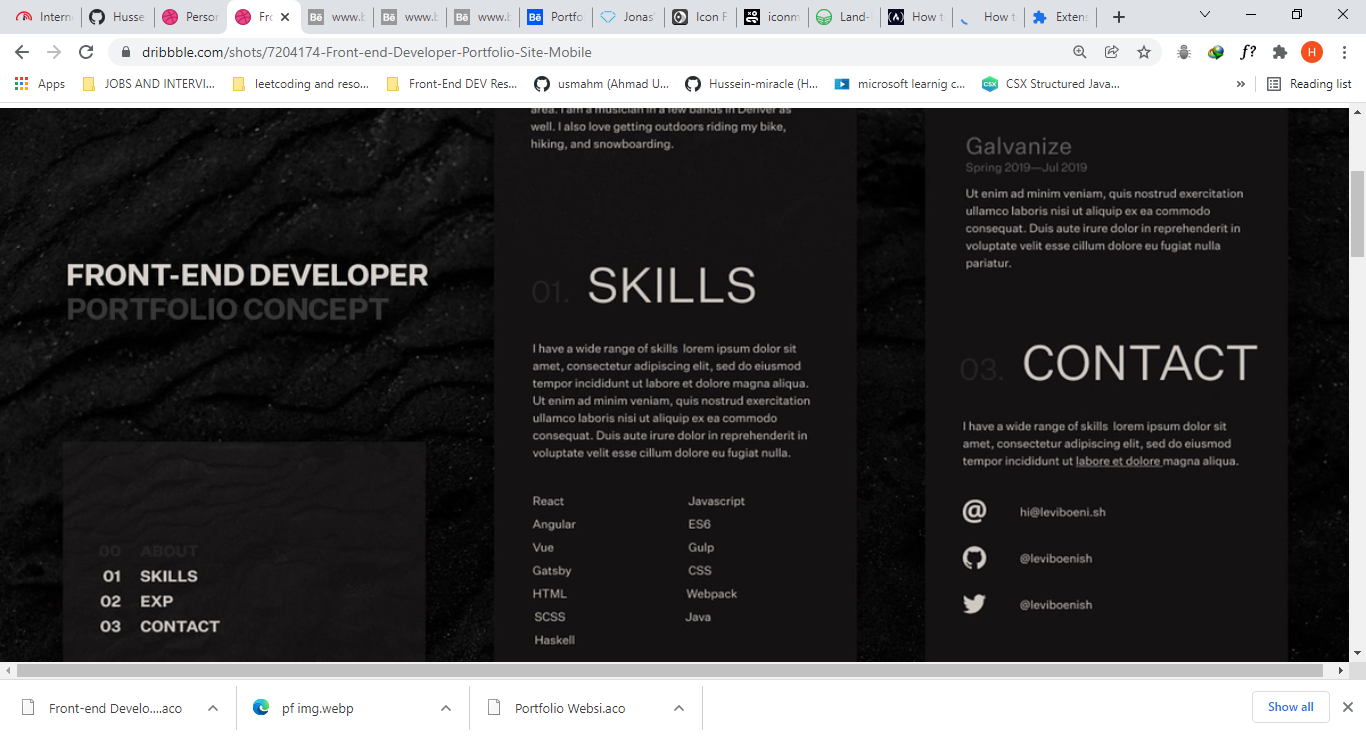 Intern
Husse
Person
Fro
www.b
www.b
www.b
Portfo
Jonas
Icon F
iconm
Land-
How t
How t
Exten
dribbble.com/shots/7204174-Front-end-Developer-Portfolio-Site-Mobile
f?
H
Apps
JOBS AND INTERVI...
leetcoding and reso...
Front-End DEV Res...
usmahm (Ahmad U...
Hussein-miracle (H...
microsoft learnig c...
CSX Structured Java...
»
Reading list
FRONT-END DEVELOPER
PORTFOLIO CONCEPT
00 ABOUT
01 SKILLS
02 EXP
03 CONTACT
area. I am a musician in a few bands in Denver as
well. I also love getting outdoors riding my bike,
hiking, and snowboarding.
01. SKILLS
I have a wide range of skills lorem ipsum dolor sit
amet, consectetur adipiscing elit, sed do eiusmod
tempor incididunt ut labore et dolore magna aliqua.
Ut enim ad minim veniam, quis nostrud exercitation
ullamco laboris nisi ut aliquip ex ea commodo
consequat. Duis aute irure dolor in reprehenderit in
voluptate velit esse cillum dolore eu fugiat nulla.
React
Angular
Vue
Gatsby
HTML
SCSS
Haskell
Javascript
ES6
Gulp
CSS
Webpack
Java
Galvanize
Spring 2019—Jul 2019
Ut enim ad minim veniam, quis nostrud exercitation
ullamco laboris nisi ut aliquip ex ea commodo
consequat. Duis aute irure dolor in reprehenderit in
voluptate velit esse cillum dolore eu fugiat nulla
pariatur.
03. CONTACT
I have a wide range of skills lorem ipsum dolor sit
amet, consectetur adipiscing elit, sed do eiusmod
tempor incididunt ut labore et dolore magna aliqua.
@ hi@leviboeni.sh
@leviboenish
@leviboenish
Front-end Develo....aco
pf img.webp
Portfolio Websi.aco
Show all